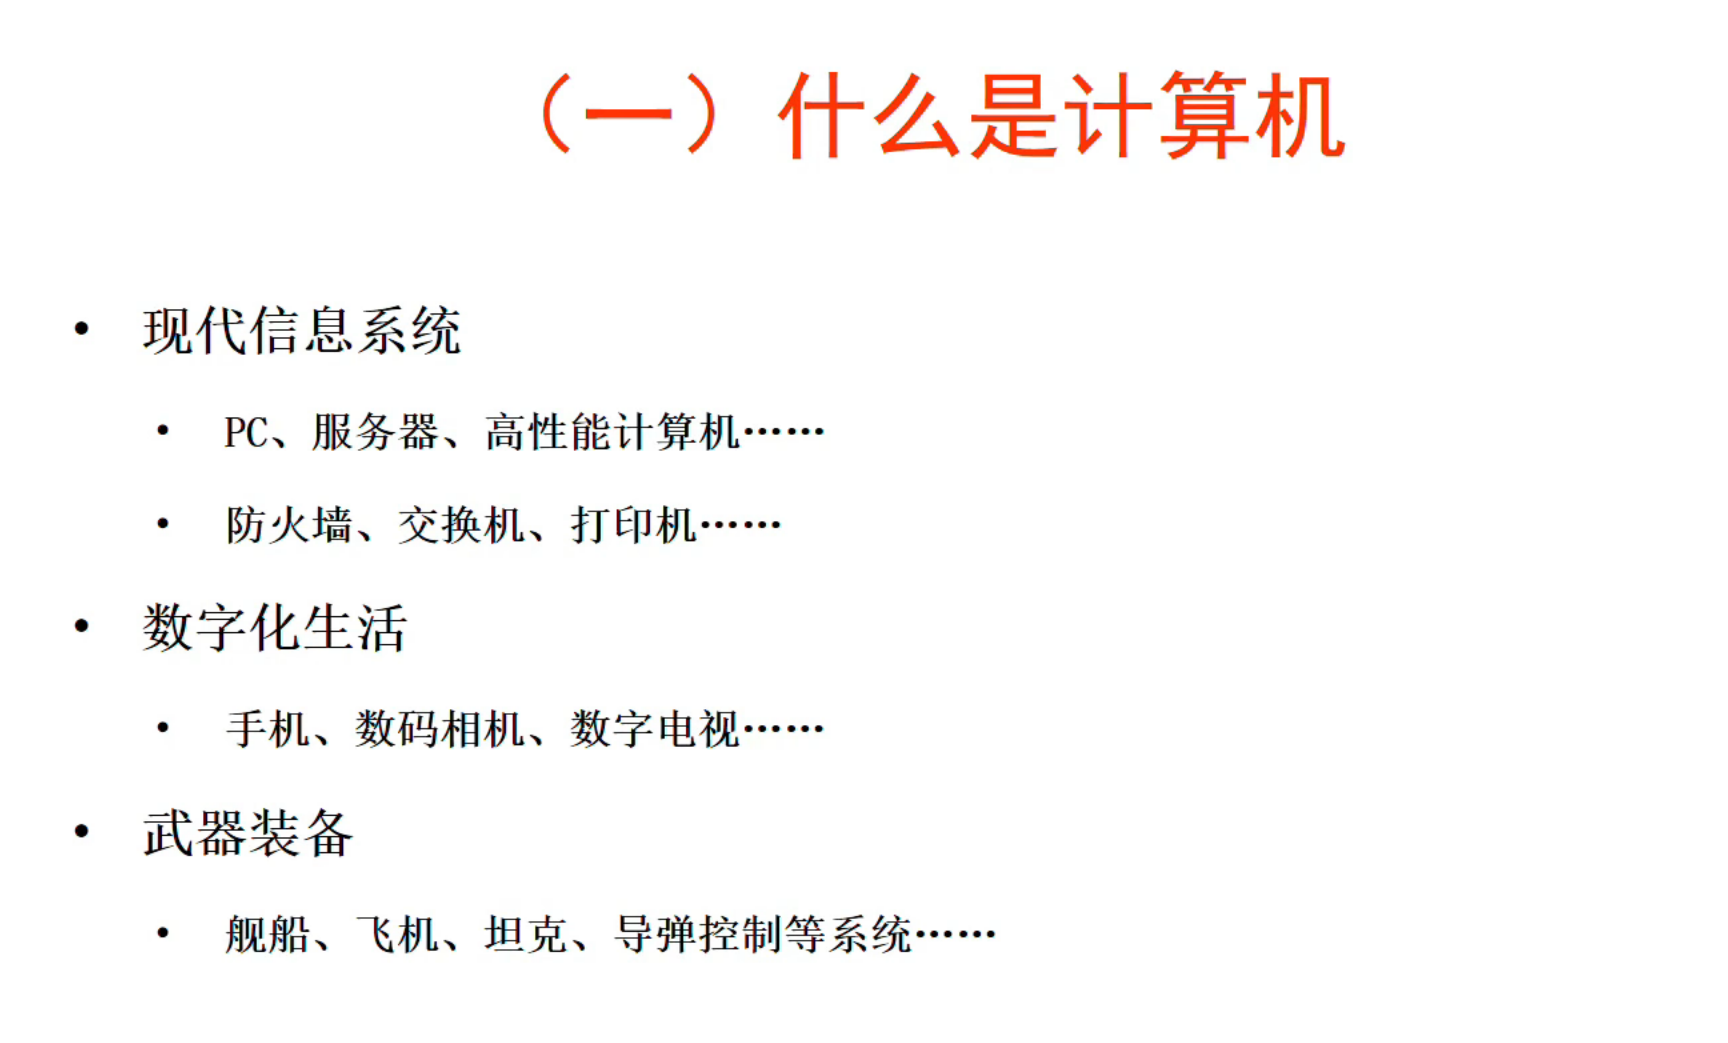 （一）什么是计算机
• 现代信息系统
• PC、服务器、高性能计算机……
• 防火墙、交换机、打印机……
• 数字化生活
• 手机、数码相机、数字电视……
• 武器装备
• 舰船、飞机、坦克、导弹控制等系统……